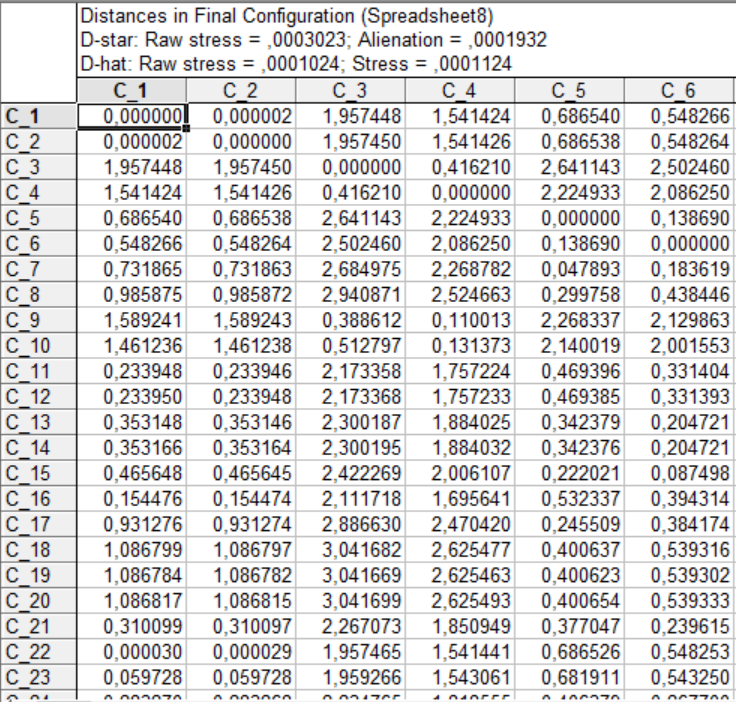 Distances in Final Configuration (Spreadsheet8)
D-star: Raw stress = ,0003023; Alienation = ,0001932
D-hat: Raw stress = ,0001024; Stress = ,0001124
C_1 C_2 C_3 C_4 C_5 C_6
C_1 0,000000 0,000002 1,957448 1,541424 0,686540 0,548266
C_2 0,000002 0,000000 1,957450 1,541426 0,686538 0,548264
C_3 1,957448 1,957450 0,000000 0,416210 2,641143 2,502460
C_4 1,541424 1,541426 0,416210 0,000000 2,224933 2,086250
C_5 0,686540 0,686538 2,641143 2,224933 0,000000 0,138690
C_6 0,548266 0,548264 2,502460 2,086250 0,138690 0,000000
C_7 0,731865 0,731863 2,684975 2,268782 0,047893 0,183619
C_8 0,985875 0,985872 2,940871 2,524663 0,299758 0,438446
C_9 1,589241 1,589243 0,388612 0,110013 2,268337 2,129863
C_10 1,461236 1,461238 0,512797 0,131373 2,140019 2,001553
C_11 0,233948 0,233946 2,173358 1,757224 0,469396 0,331404
C_12 0,233950 0,233948 2,173368 1,757233 0,469385 0,331393
C_13 0,353148 0,353146 2,300187 1,884025 0,342379 0,204721
C_14 0,353166 0,353164 2,300195 1,884032 0,342376 0,204721
C_15 0,465648 0,465645 2,422269 2,006107 0,222021 0,087498
C_16 0,154476 0,154474 2,111718 1,695641 0,532337 0,394314
C_17 0,931276 0,931274 2,886630 2,470420 0,245509 0,384174
C_18 1,086799 1,086797 3,041682 2,625477 0,400637 0,539316
C_19 1,086784 1,086782 3,041669 2,625463 0,400623 0,539302
C_20 1,086817 1,086815 3,041699 2,625493 0,400654 0,539333
C_21 0,310099 0,310097 2,267073 1,850949 0,377047 0,239615
C_22 0,000030 0,000029 1,957465 1,541441 0,686526 0,548253
C_23 0,059728 0,059728 1,959266 1,543061 0,681911 0,543250